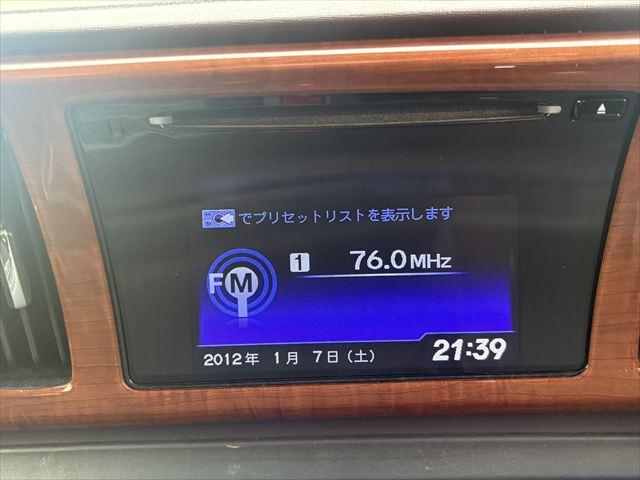 でプリセットリストを表示します
FM
1 76.0MHz
2012年 1月 7日(土) 21:39